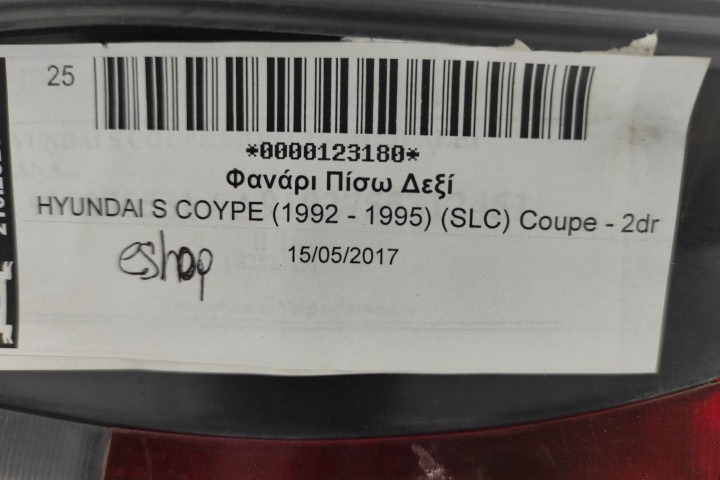 25
*0000123180*
Φανάρι Πίσω Δεξί
HYUNDAI S COYPE (1992 - 1995) (SLC) Coupe - 2dr
eshop
15/05/2017